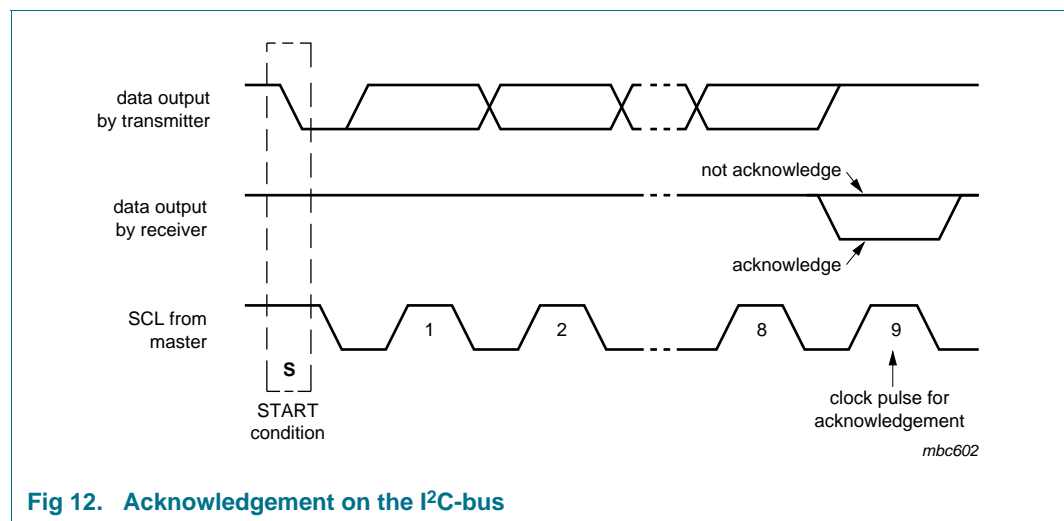 data output
by transmitter
not acknowledge
data output
by receiver
acknowledge
SCL from
master
1
2
8
9
S
START
condition
clock pulse for
acknowledgement
mbc602
Fig 12. Acknowledgement on the I²C-bus